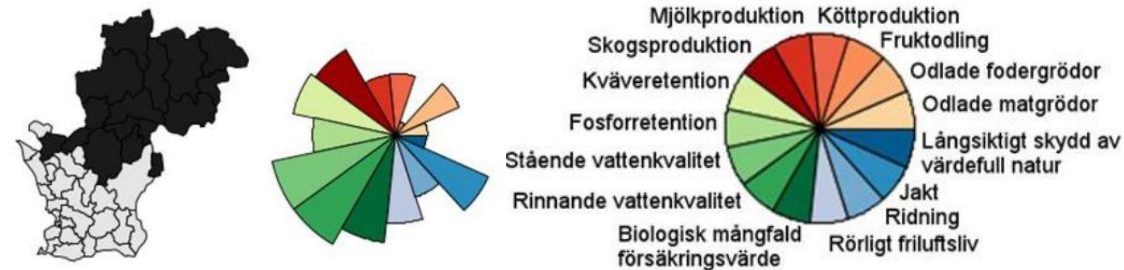 Mjölkproduktion
Köttproduktion
Skogsproduktion
Fruktodling
Kväveretention
Odlade fodergrödor
Odlade matgrödor
Fosforretention
Långsiktigt skydd av
värdefull natur
Stående vattenkvalitet
Jakt
Rinnande vattenkvalitet
Ridning
Biologisk mångfald
försäkringsvärde
Rörligt friluftsliv